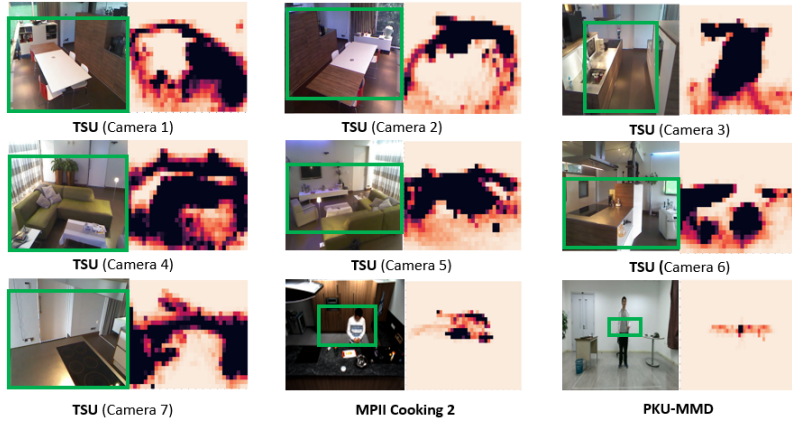 TSU (Camera 1)
TSU (Camera 2)
TSU (Camera 3)
TSU (Camera 4)
TSU (Camera 5)
TSU (Camera 6)
TSU (Camera 7)
MPII Cooking 2
PKU-MMD